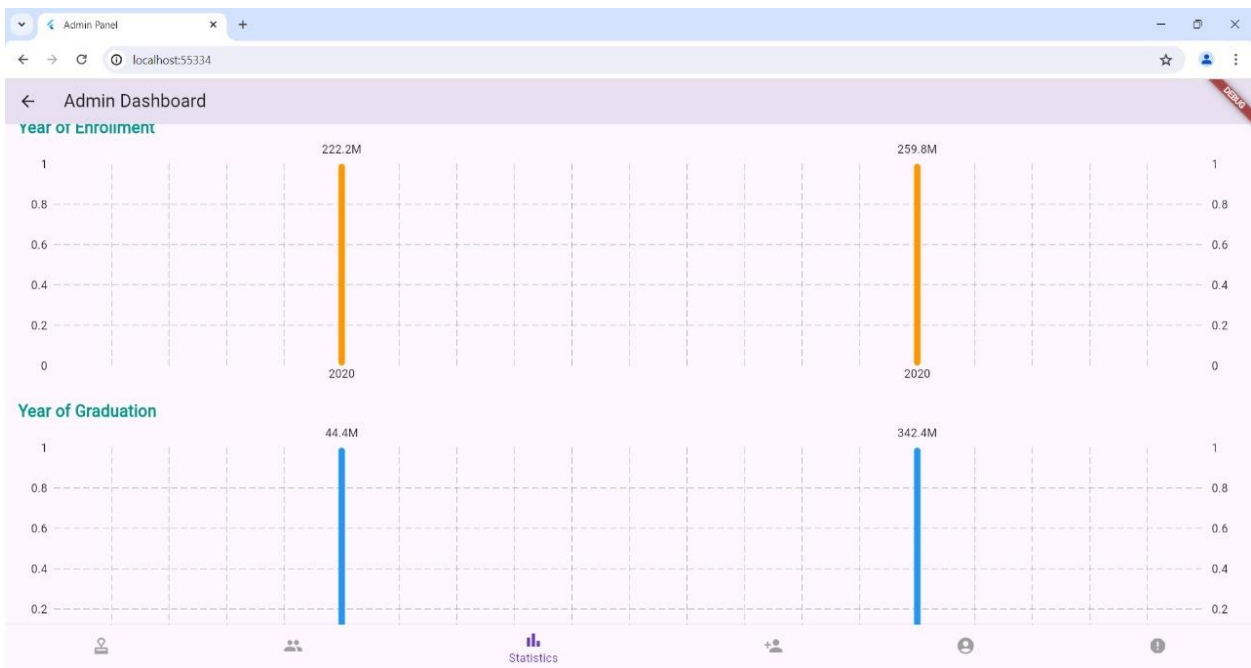 Admin Panel
localhost:55334
Admin Dashboard
DEBUG
Year of Enrollment
222.2M 259.8M
1 1
0.8 0.8
0.6 0.6
0.4 0.4
0.2 0.2
0 0
2020 2020
Year of Graduation
44.4M 342.4M
1 1
0.8 0.8
0.6 0.6
0.4 0.4
0.2 0.2
Statistics